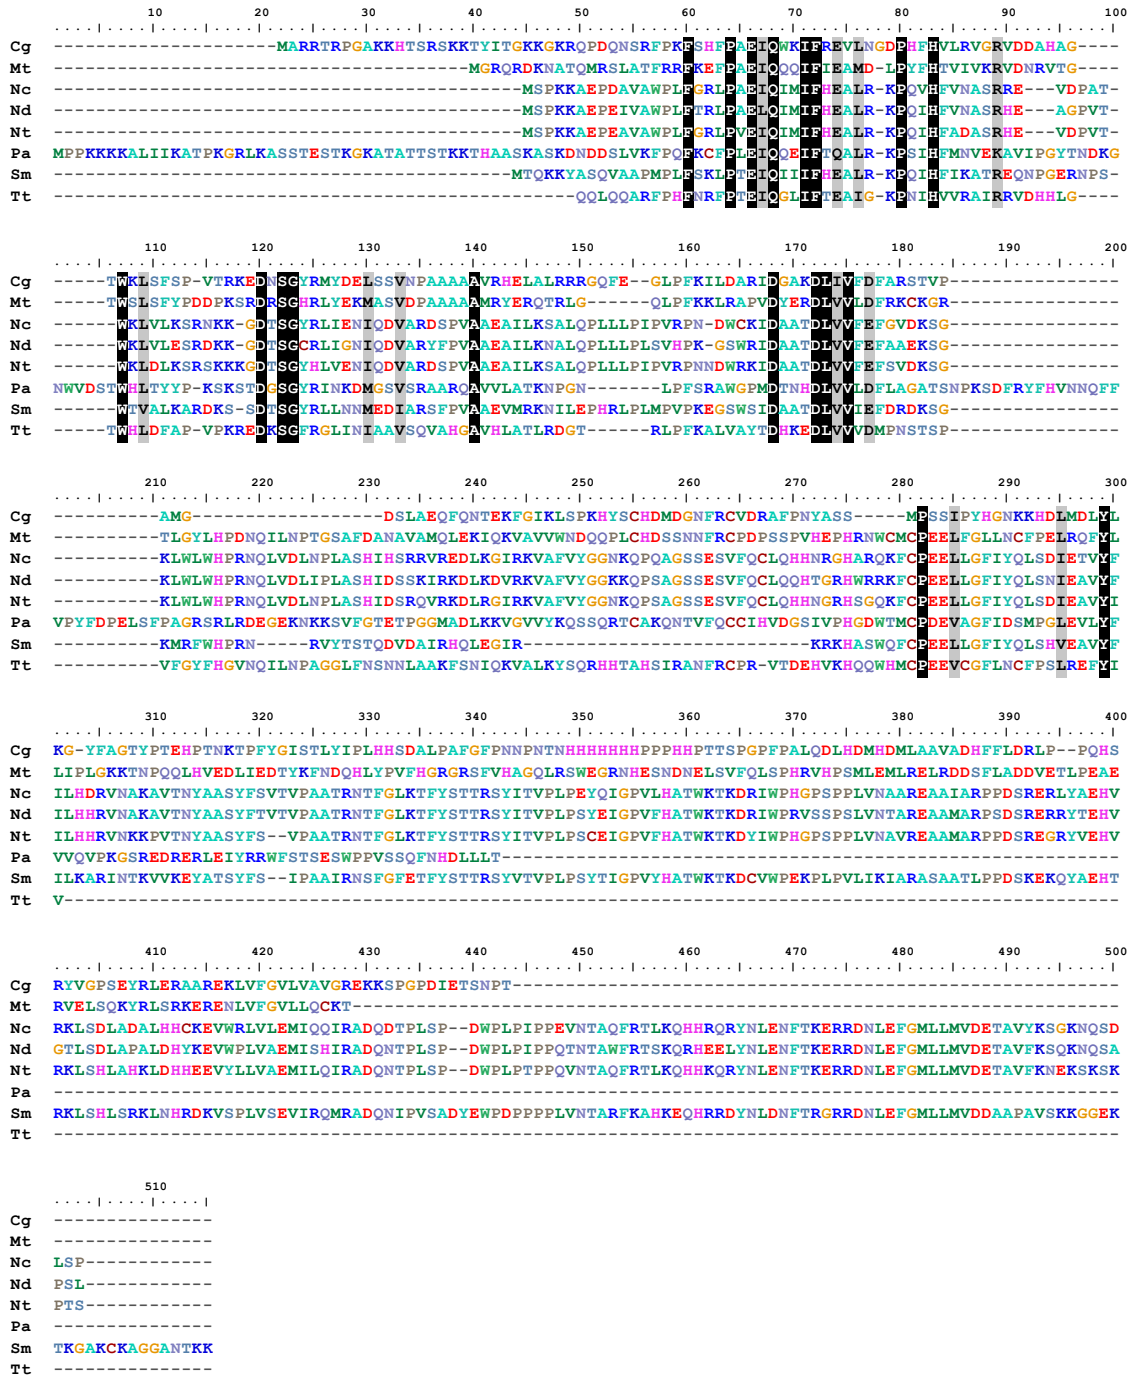 10 20 30 40 50 60 70 80 90 100
....|....|....|....|....|....|....|....|....|....|....|....|....|....|....|....|....|....|....|....|
Cg ---------------------MARRTRPGAKKHTSRSKKTYITGKKGKRQPDQNSRFPKFSHFPAEIQWKIFREVLNGDPHFHVLRVGRVDDAHAG----
Mt ---------------------------------------MGRQRDKNATQMRSLATFRRFKEFPAEIQQQIFIEAMD-LPYFHTVIVKRVDNRVTG----
Nc --------------------------------------------MSPKKAEPDAVAWPLFGRLPAEIQIMIFHEALR-KPQVHFVNASRRE---VDPAT-
Nd --------------------------------------------MSPKKAEPEIVAWPLFTRLPAELQIMIFHEALR-KPQIHFVNASRHE---AGPVT-
Nt --------------------------------------------MSPKKAEPEAVAWPLFGRLPVEIQIMIFHEALR-KPQIHFADASRHE---VDPVT-
Pa MPPKKKKALIIKATPKGRLKASSTESTKGKATATTSTKKTHAASKASKDNDDSLVKFPQFKCFPLEIQQEIFTQALR-KPSIHFMNVEKAVIPGYTNDKG
Sm -------------------------------------------MTQKKYASQVAAPMPLFSKLPTEIQIIIFHEALR-KPQIHFIKATREQNPGERNPS-
Tt -------------------------------------------------QQLQQARFPHFNRFPTEIQGLIFTEAIG-KPNIHVVRAIRRVDHHLG----
110 120 130 140 150 160 170 180 190 200
....|....|....|....|....|....|....|....|....|....|....|....|....|....|....|....|....|....|....|....|
Cg -----TWKLSFSP-VTRKEDNSGYRMYDELSSVNPAAAAAVRHELALRRRGQFE--GLPFKILDARIDGAKDLIVFDFARSTVP----------------
Mt -----TWSLSFYPDDPKSRDRSGHRLYEKMASVDPAAAAAMRYERQTRLG------QLPFKKLRAPVDYERDLVVLDFRKCKGR----------------
Nc ------WKLVLKSRNKK-GDTSGYRLIENIQDVARDSPVAAEAILKSALQPLLLPIPVRPN-DWCKIDAATDLVVFEFGVDKSG----------------
Nd ------WKLVLESRDKK-GDTSGCRLIGNIQDVARYFPVAAEAILKNALQPLLLPLSVHPK-GSWRIDAATDLVVFEFAAEKSG----------------
Nt ------WKLDLKSRSKKKGDTSGYHLVENIQDVARDSPVAAEAILKSALQPLLLPIPVRPNNDWRKIDAATDLVVFEFSVDKSG----------------
Pa NWVDSTWHLTYYP-KSKSTDGSGYRINKDMGSVSRAARQAVVLATKNPGN------LPFSRAWGPMDTNHDLVVLDFLAGATSNPKSDFRYFHVNNQFF
Sm ------WTVALKARDKS-SDTSGYRLLNNMEDIARSFPVAAEVMRKNILEPHRLPLMPVPKEGSWSIDAATDLVVIEFDRDKSG----------------
Tt -----TWHLDFAP-VPKREDKSGFRGLINIAAVSQVAHGAVHLATLRDGT------RLPFKALVAYTDHKEDLVVVDMPNSTSP----------------
210 220 230 240 250 260 270 280 290 300
....|....|....|....|....|....|....|....|....|....|....|....|....|....|....|....|....|....|....|....|
Cg ----------AMG------------------DSLAEQFQNTEKFGIKLSPKHYSCHDMDGNFRCVDRAFPNYASS-----MPSSIPYHGNKKHDLMDLYL
Mt ----------TLGYLHPDNQILNPTGSAFDANAVAMQLEKIQKVAVVWNDQQPLCHDSSNNFRCPDPSSPVHEPHRNWCMCPEELFGLLNCFPELRQFYL
Nc ----------KLWLWHPRNQLVDLNPLASHIHSRRVREDLKGIRKVAFVYGGNKQPQAGSSESVFQCLQHHNRGHARQKFCPEELLGFIYQLSDIETVYF
Nd ----------KLWLWHPRNQLVDLIPLASHIDSSKIRKDLKDVRKVAFVYGGKKQPSAGSSESVFQCLQQHTGRHWRRKFCPEELLGFIYQLSNIEAVYF
Nt ----------KLWLWHPRNQLVDLNPLASHIDSRQVRKDLRGIRKVAFVYGGNKQPSAGSSESVFQCLQHHNGRHSGQKFCPEELLGFIYQLSDIEAVYI
Pa VPYFDPELSFPAGRSRLRDEGEKNKKSVFGTETPGGMADLKKVGVVYKQSSQRTCAKQNTVFQCCIHVDGSIVPHGDWTMCPDEVAGFIDSMPGLEVLYF
Sm ----------KMRFWHPRN----RVYTSTQDVDAIRHQLEGIR---------------------------KRKHASWQFCPEELLGFIYQLSHVEAVYF
Tt ----------VFGYFHGVNQILNPAGGLFNSNNLAAKFSNIQKVALKYSQRHHTAHSIRANFRCPR-VTDEHVKHQQWHMCPEEVCGFLNCFPSLREFYI
310 320 330 340 350 360 370 380 390 400
....|....|....|....|....|....|....|....|....|....|....|....|....|....|....|....|....|....|....|....|
Cg KG-YFAGTYPTEHPTNKTPFYGISTLYIPLHHSDALPAFGFPNNPNTNHHHHHHPPPHHPTTSPGPFPALQDLHDMHDMLAAVADHFFLDRLP--PQHS
Mt LIPLGKKTNPQQLHVEDLIEDTYKFNDQHLYPVFHGRGRSFVHAGQLRSWEGRNHESNDNELSVFQLSPHRVHPSMLEMLRELRDDSFLADDVETLPEAE
Nc ILHDRVNAKAVTNYAASYFSVTVPAATRNTFGLKTFYSTTRSYITVPLPEYQIGPVLHATWKTKDRIWPHGPSPPLVNAAREAAIARPPDSRERLYAEHV
Nd ILHHRVNAKTVTNYAASYFTVTVPAATRNTFGLKTFYSTTRSYITVPLPSYEIGPVLHATWKTKDRIWPRVSSPSLVNTAREAAMARPPDSRERRYTEHV
Nt ILHHRVNKKPVTNYAASYFS--VPAATRNTFGLKTFYSTTRSYITVPLPSCEIGPVFHATWKTKDYIWPHGPSPPLVNAVREAAMARPPDSREGRYVEHV
Pa VVQVPKGSREDRERLEIYRRWFSTSESWPPVSSQFNHDLLLT----------------------------------------------------------
Sm ILKARINTKVVKEYATSYFS--IPAAIRNSFGFETFYSTTRSYVTVPLPSYTIGPVYHATWKTKDCVWPEKPLPVLIKIARASAATLPPDSKEKQYAEHT
Tt V---------------------------------------------------------------------------------------------------
410 420 430 440 450 460 470 480 490 500
....|....|....|....|....|....|....|....|....|....|....|....|....|....|....|....|....|....|....|....|
Cg RYVGPSEYRLERAAREKLVFGVLVAVGREKKSPGPDIETSNPT---------------------------------------------------------
Mt RVELSQKYRLSRKERENLVFGVLLQCKT------------------------------------------------------------------------
Nc RKLSDLADALHHCKEVWRLVLEMIQQIRADQDTPLSP--DWPLPIPPEVNTAQFRTLKQHHRQRYNLENFTKERRDNLEFGMLLMVDETAVYKSGKNQSD
Nd GTLSDLAPALDHYKEVWPLVAEMISHIRADQNTPLSP--DWPLPIPPQTNTAWFRTSKQRHEELYNLENFTKERRDNLEFGMLLMVDETAVFKSQKNQSA
Nt RKLSHLAHKLDHHEEVYLLVAEMILQIRADQNTPLSP--DWPLPTPPQVNTAQFRTLKQHHKQRYNLENFTKERRDNLEFGMLLMVDETAVFKNEKSKSK
Pa ----------------------------------------------------------------------------------------------------
Sm RKLSHLSRKLNHRDKVSPLVSEVIRQMRADQNIPVSADYEWPDPPPPLVNTARFKAHKEQHRRDYNLDNFTRGRRDNLEFGMLLMVDDAAPAVSKKGGEK
Tt ----------------------------------------------------------------------------------------------------
510
....|....|....|
Cg ---------------
Mt ---------------
Nc LSP------------
Nd PSL------------
Nt PTS------------
Pa ---------------
Sm TKGAKCKAGGANTKK
Tt ---------------